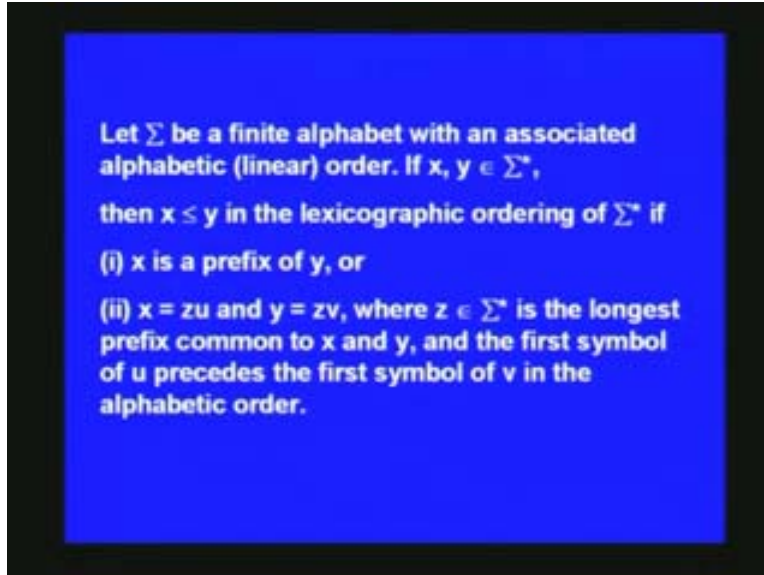 Let Σ be a finite alphabet with an associated
alphabetic (linear) order. If x, y ∈ Σ*,
then x ≤ y in the lexicographic ordering of Σ* if
(i) x is a prefix of y, or
(ii) x = zu and y = zv, where z ∈ Σ* is the longest
prefix common to x and y, and the first symbol
of u precedes the first symbol of v in the
alphabetic order.